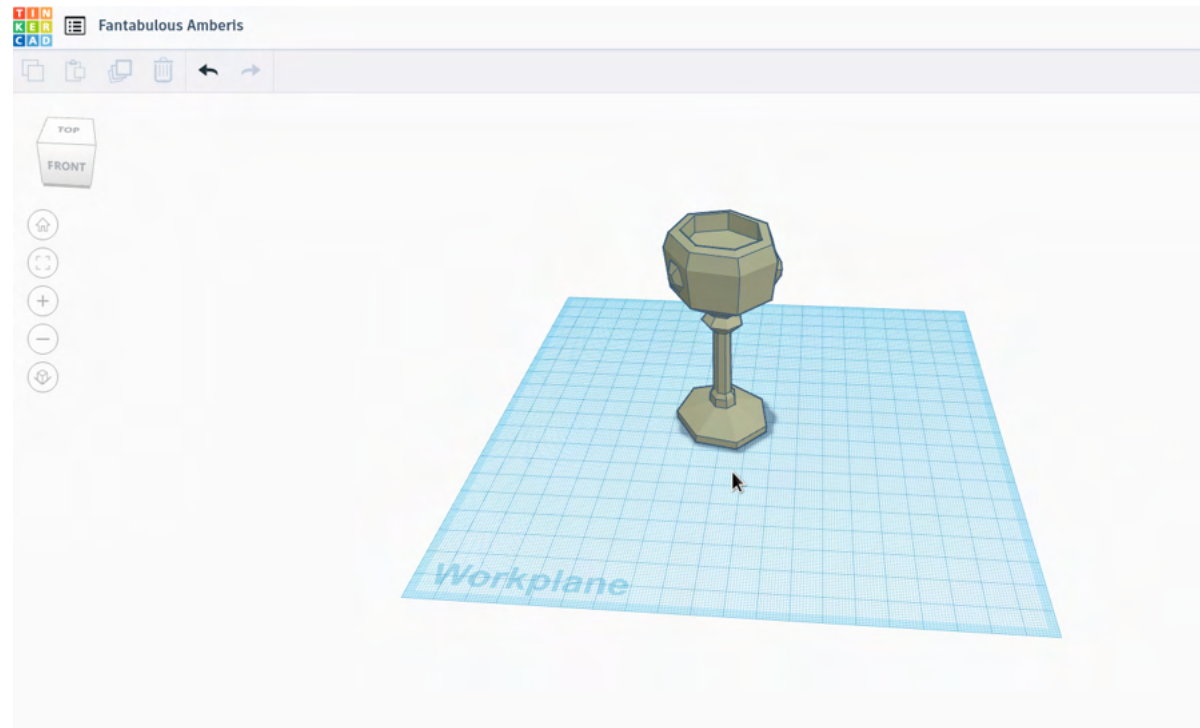 TIN
KER
CAD
Fantabulous Amberis
TOP
FRONT
Workplane